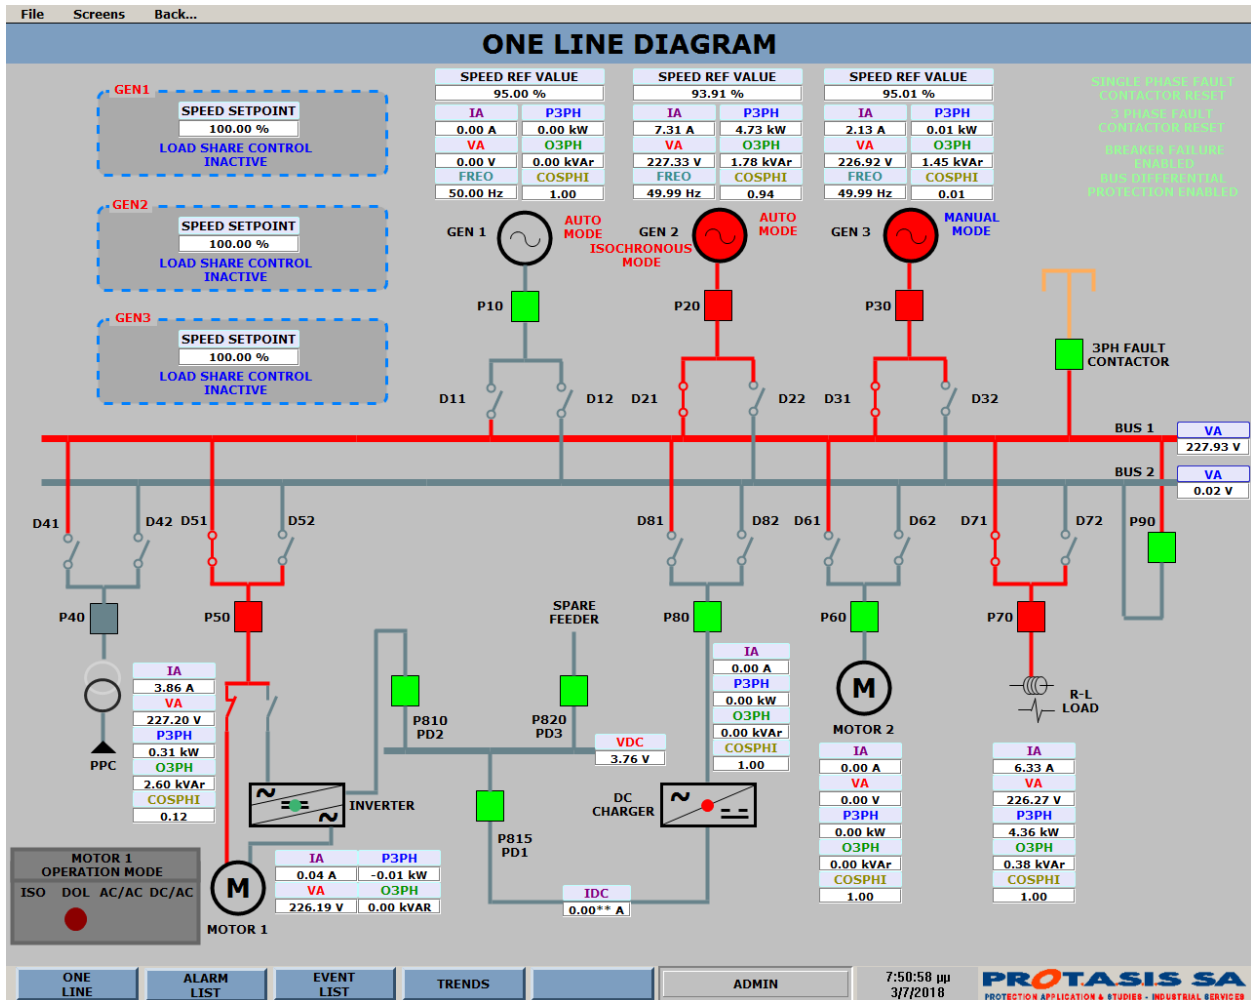 File Screens Back...
ONE LINE DIAGRAM
GEN1
SPEED SETPOINT
100.00 %
LOAD SHARE CONTROL
INACTIVE
GEN2
SPEED SETPOINT
100.00 %
LOAD SHARE CONTROL
INACTIVE
GEN3
SPEED SETPOINT
100.00 %
LOAD SHARE CONTROL
INACTIVE
SPEED REF VALUE
95.00 %
IA P3PH
0.00 A 0.00 kW
VA O3PH
0.00 V 0.00 kVAr
FREO COSPHI
50.00 Hz 1.00
SPEED REF VALUE
93.91 %
IA P3PH
7.31 A 4.73 kW
VA O3PH
227.33 V 1.78 kVAr
FREO COSPHI
49.99 Hz 0.94
SPEED REF VALUE
95.01 %
IA P3PH
2.13 A 0.01 kW
VA O3PH
226.92 V 1.45 kVAr
FREO COSPHI
49.99 Hz 0.01
SINGLE PHASE FAULT
CONTACTOR RESET
3 PHASE FAULT
CONTACTOR RESET
BREAKER FAILURE
ENABLED
BUS DIFFERENTIAL
PROTECTION ENABLED
GEN 1
AUTO
MODE
GEN 2
ISOCHRONOUS
MODE
AUTO
MODE
GEN 3
MANUAL
MODE
P10
P20
P30
3PH FAULT
CONTACTOR
D11
D12
D21
D22
D31
D32
BUS 1
VA
227.93 V
BUS 2
VA
0.02 V
D41
D42
D51
D52
D81
D82
D61
D62
D71
D72
P90
P40
P50
SPARE
FEEDER
P80
P60
P70
PPC
IA
3.86 A
VA
227.20 V
P3PH
0.31 kW
O3PH
2.60 kVAr
COSPHI
0.12
P810
PD2
P820
PD3
VDC
3.76 V
IA
0.00 A
P3PH
0.00 kW
O3PH
0.00 kVAr
COSPHI
1.00
M
MOTOR 2
R-L
LOAD
INVERTER
P815
PD1
DC
CHARGER
IA
0.00 A
VA
0.00 V
P3PH
0.00 kW
O3PH
0.00 kVAr
COSPHI
1.00
IA
6.33 A
VA
226.27 V
P3PH
4.36 kW
O3PH
0.38 kVAr
COSPHI
1.00
MOTOR 1
OPERATION MODE
ISO DOL AC/AC DC/AC
M
MOTOR 1
IA P3PH
0.04 A -0.01 kW
VA O3PH
226.19 V 0.00 kVAR
IDC
0.00** A
ONE
LINE
ALARM
LIST
EVENT
LIST
TRENDS
ADMIN
7:50:58 μμ
3/7/2018
PROTASIS SA
PROTECTION APPLICATION & STUDIES - INDUSTRIAL SERVICES